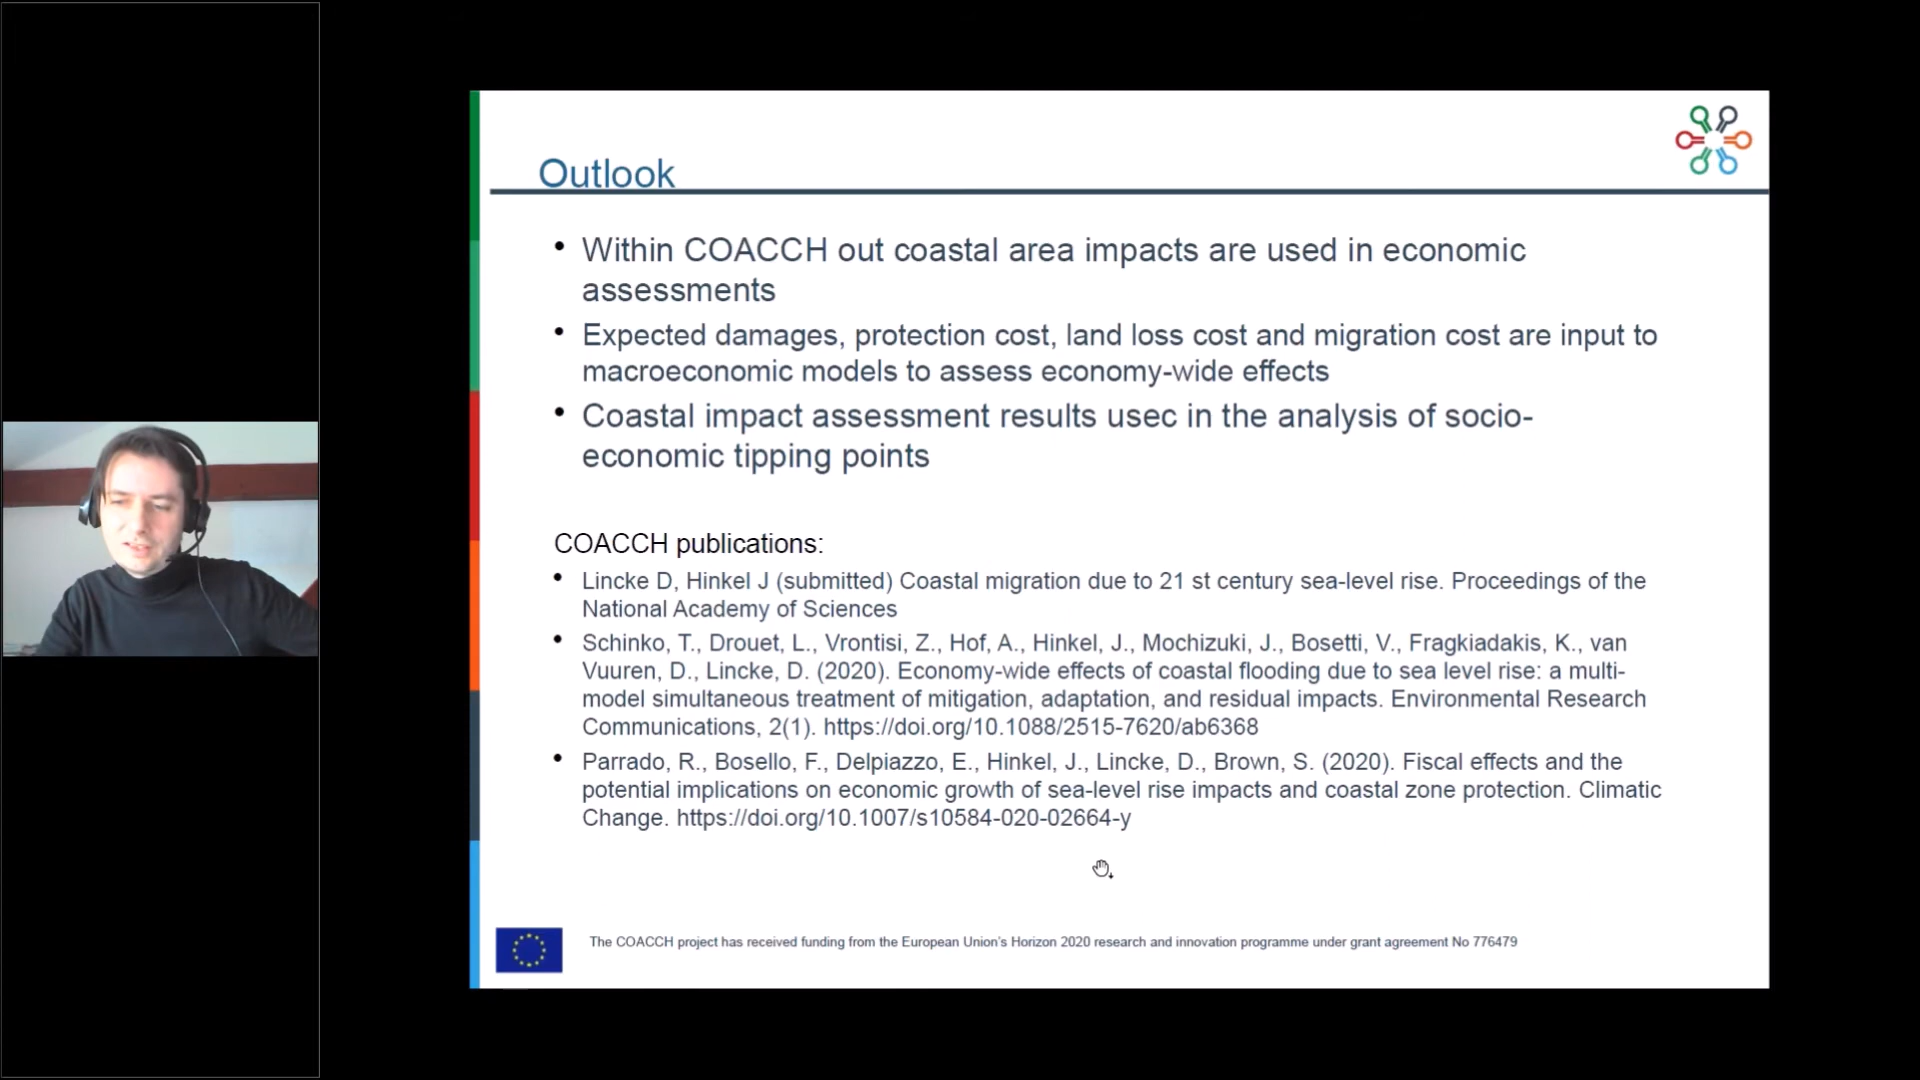 Outlook
• Within COACCH out coastal area impacts are used in economic
assessments
• Expected damages, protection cost, land loss cost and migration cost are input to
macroeconomic models to assess economy-wide effects
• Coastal impact assessment results usec in the analysis of socio-
economic tipping points
COACCH publications:
• Lincke D, Hinkel J (submitted) Coastal migration due to 21 st century sea-level rise. Proceedings of the
National Academy of Sciences
• Schinko, T., Drouet, L., Vrontisi, Z., Hof, A., Hinkel, J., Mochizuki, J., Bosetti, V., Fragkiadakis, K., van
Vuuren, D., Lincke, D. (2020). Economy-wide effects of coastal flooding due to sea level rise: a multi-
model simultaneous treatment of mitigation, adaptation, and residual impacts. Environmental Research
Communications, 2(1). https://doi.org/10.1088/2515-7620/ab6368
• Parrado, R., Bosello, F., Delpiazzo, E., Hinkel, J., Lincke, D., Brown, S. (2020). Fiscal effects and the
potential implications on economic growth of sea-level rise impacts and coastal zone protection. Climatic
Change. https://doi.org/10.1007/s10584-020-02664-y
The COACCH project has received funding from the European Union's Horizon 2020 research and innovation programme under grant agreement No 776479